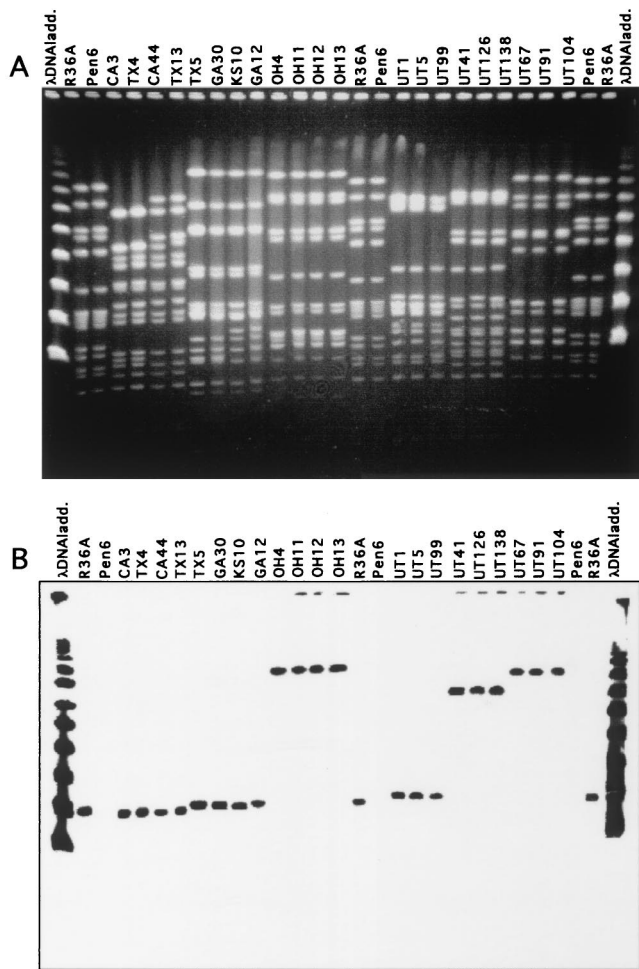 A
λDNAladd.
R36A
Pen6
CA3
TX4
CA44
TX13
TX5
GA30
KS10
GA12
OH4
OH11
OH12
OH13
R36A
Pen6
UT1
UT5
UT99
UT41
UT126
UT138
UT67
UT91
UT104
Pen6
R36A
λDNAladd.
B
λDNAladd.
R36A
Pen6
CA3
TX4
CA44
TX13
TX5
GA30
KS10
GA12
OH4
OH11
OH12
OH13
R36A
Pen6
UT1
UT5
UT99
UT41
UT126
UT138
UT67
UT91
UT104
Pen6
R36A
λDNAladd.